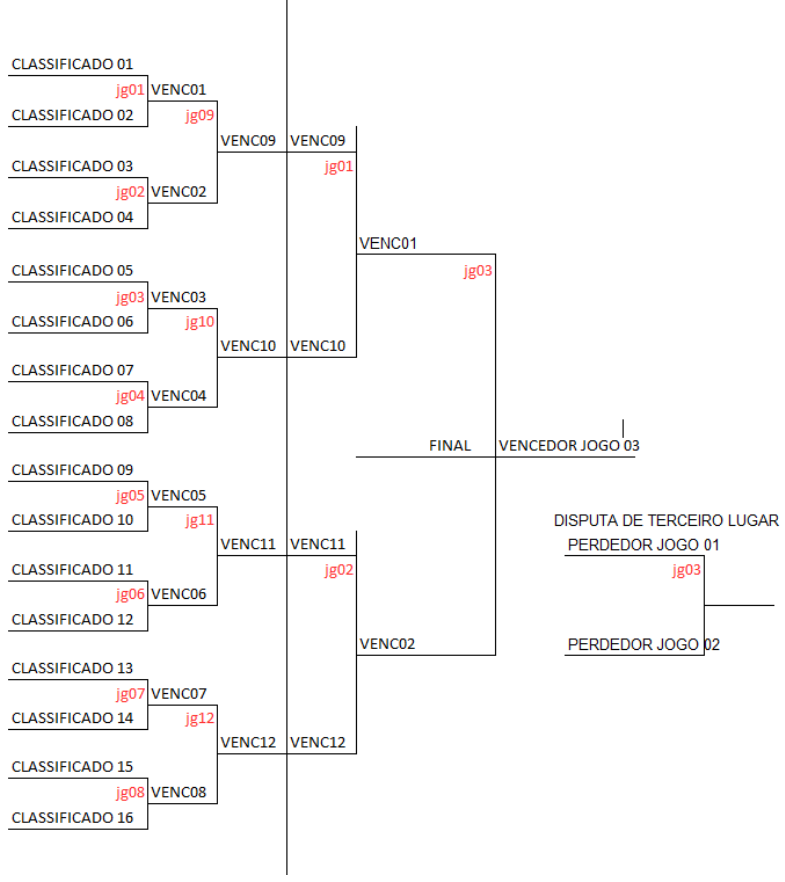 CLASSIFICADO 01
jg01 VENC01
CLASSIFICADO 02 jg09
VENC09 VENC09
CLASSIFICADO 03 jg01
jg02 VENC02
CLASSIFICADO 04
VENC01
CLASSIFICADO 05 jg03
jg03 VENC03
CLASSIFICADO 06 jg10
VENC10 VENC10
CLASSIFICADO 07
jg04 VENC04
CLASSIFICADO 08
FINAL VENCEDOR JOGO 03
CLASSIFICADO 09
jg05 VENC05
CLASSIFICADO 10 jg11 DISPUTA DE TERCEIRO LUGAR
VENC11 VENC11 PERDEDOR JOGO 01
CLASSIFICADO 11 jg02 jg03
jg06 VENC06
CLASSIFICADO 12
VENC02 PERDEDOR JOGO 02
CLASSIFICADO 13
jg07 VENC07
CLASSIFICADO 14 jg12
VENC12 VENC12
CLASSIFICADO 15
jg08 VENC08
CLASSIFICADO 16